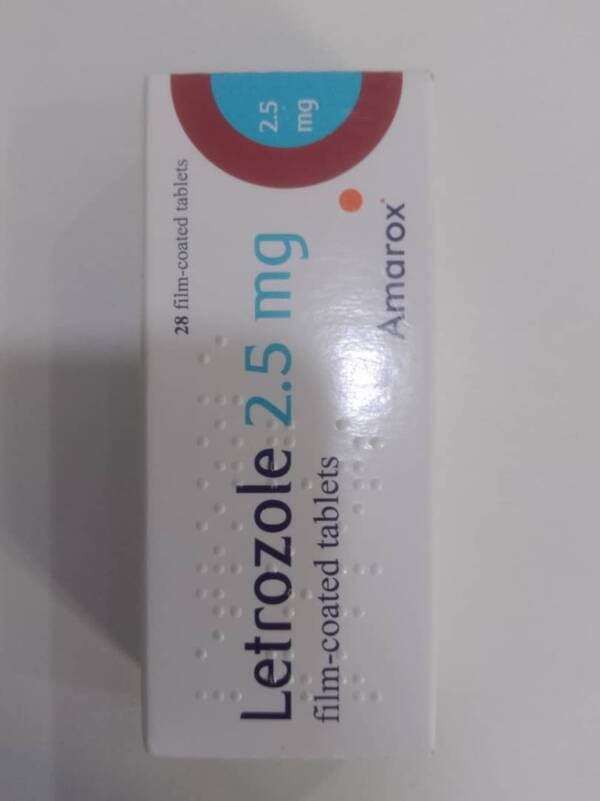 28 film-coated tablets
Letrozole 2.5 mg
film-coated tablets
Amarox
2.5
mg